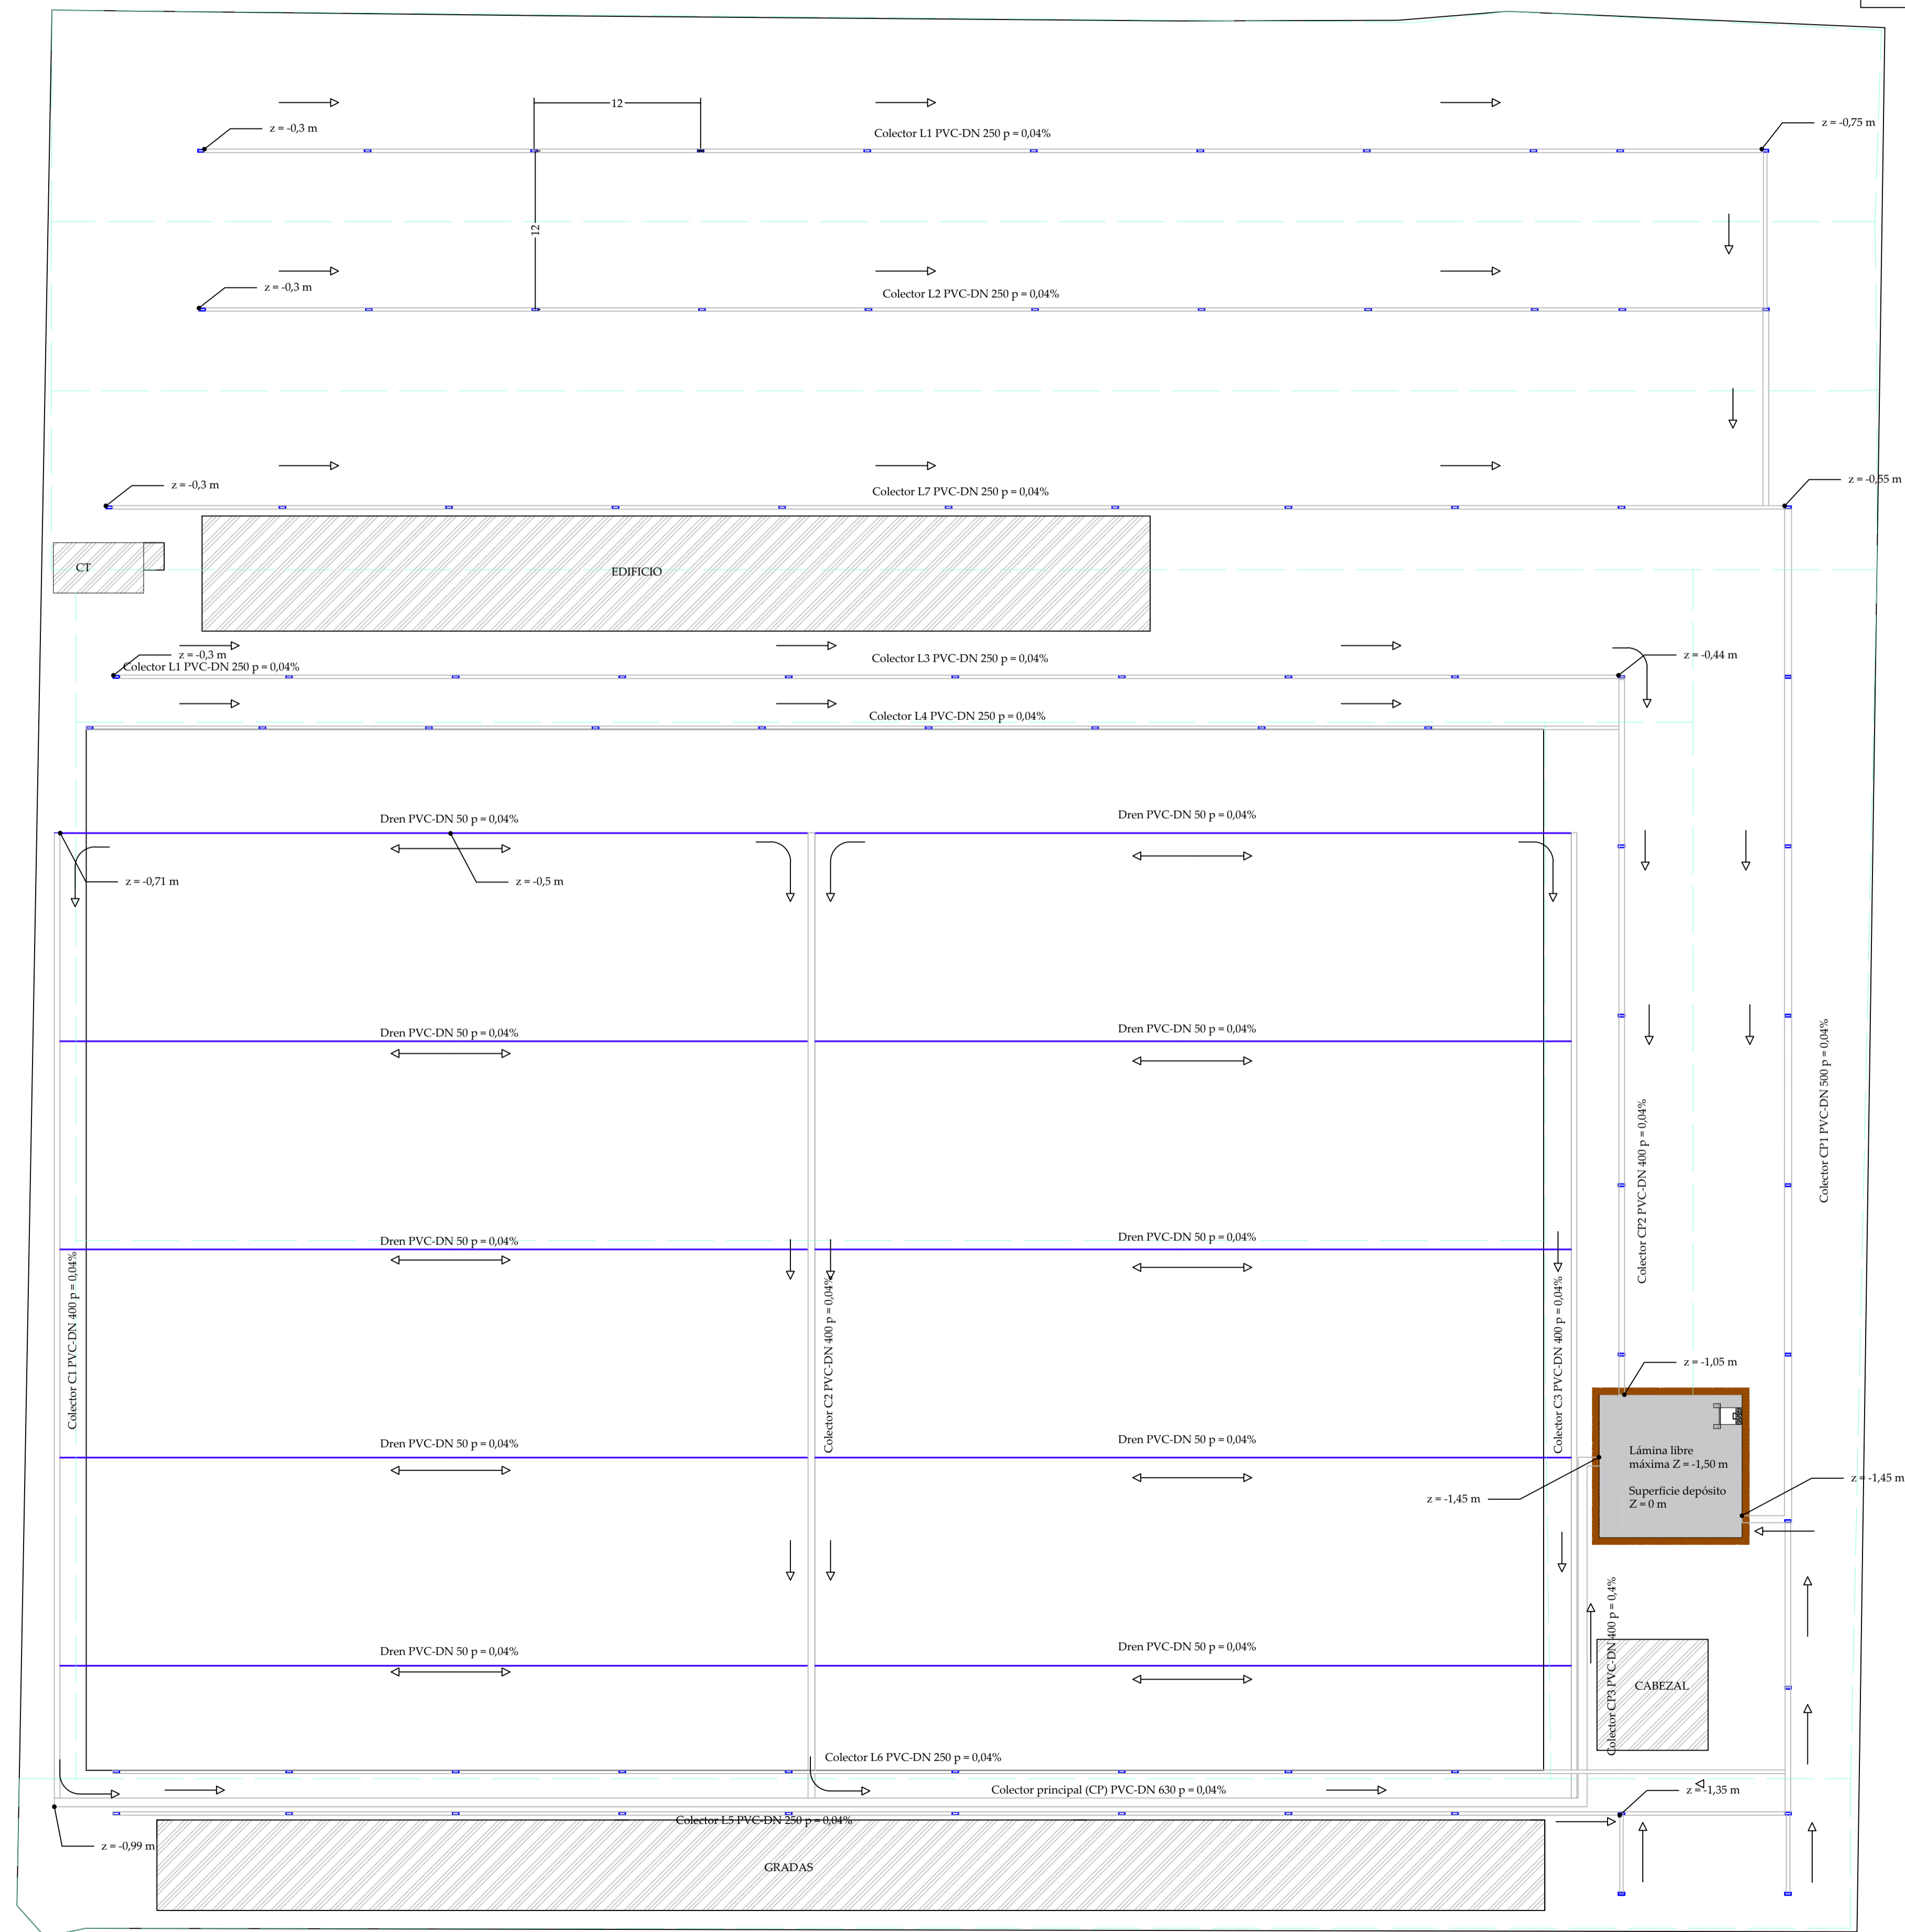 12
z = -0,3 m
z = -0,75 m
Colector L1 PVC-DN 250 p = 0,04%
12
z = -0,3 m
Colector L2 PVC-DN 250 p = 0,04%
z = -0,3 m
Colector L7 PVC-DN 250 p = 0,04%
z = -0,55 m
CT
EDIFICIO
z = -0,3 m
Colector L1 PVC-DN 250 p = 0,04%
Colector L3 PVC-DN 250 p = 0,04%
z = -0,44 m
Colector L4 PVC-DN 250 p = 0,04%
Dren PVC-DN 50 p = 0,04%
Dren PVC-DN 50 p = 0,04%
z = -0,71 m
z = -0,5 m
Dren PVC-DN 50 p = 0,04%
Dren PVC-DN 50 p = 0,04%
Colector CP1 PVC-DN 500 p = 0,04%
Colector CP2 PVC-DN 400 p = 0,04%
Dren PVC-DN 50 p = 0,04%
Dren PVC-DN 50 p = 0,04%
Colector C1 PVC-DN 400 p = 0,04%
Colector C2 PVC-DN 400 p = 0,04%
Colector C3 PVC-DN 400 p = 0,04%
z = -1,05 m
Dren PVC-DN 50 p = 0,04%
Dren PVC-DN 50 p = 0,04%
Lámina libre
máxima Z = -1,50 m
Superficie depósito
Z = 0 m
z = -1,45 m
z = -1,45 m
Dren PVC-DN 50 p = 0,04%
Dren PVC-DN 50 p = 0,04%
Colector CP3 PVC-DN 400 p = 0,4%
CABEZAL
Colector L6 PVC-DN 250 p = 0,04%
Colector principal (CP) PVC-DN 630 p = 0,04%
z = -1,35 m
Colector L5 PVC-DN 250 p = 0,04%
z = -0,99 m
GRADAS